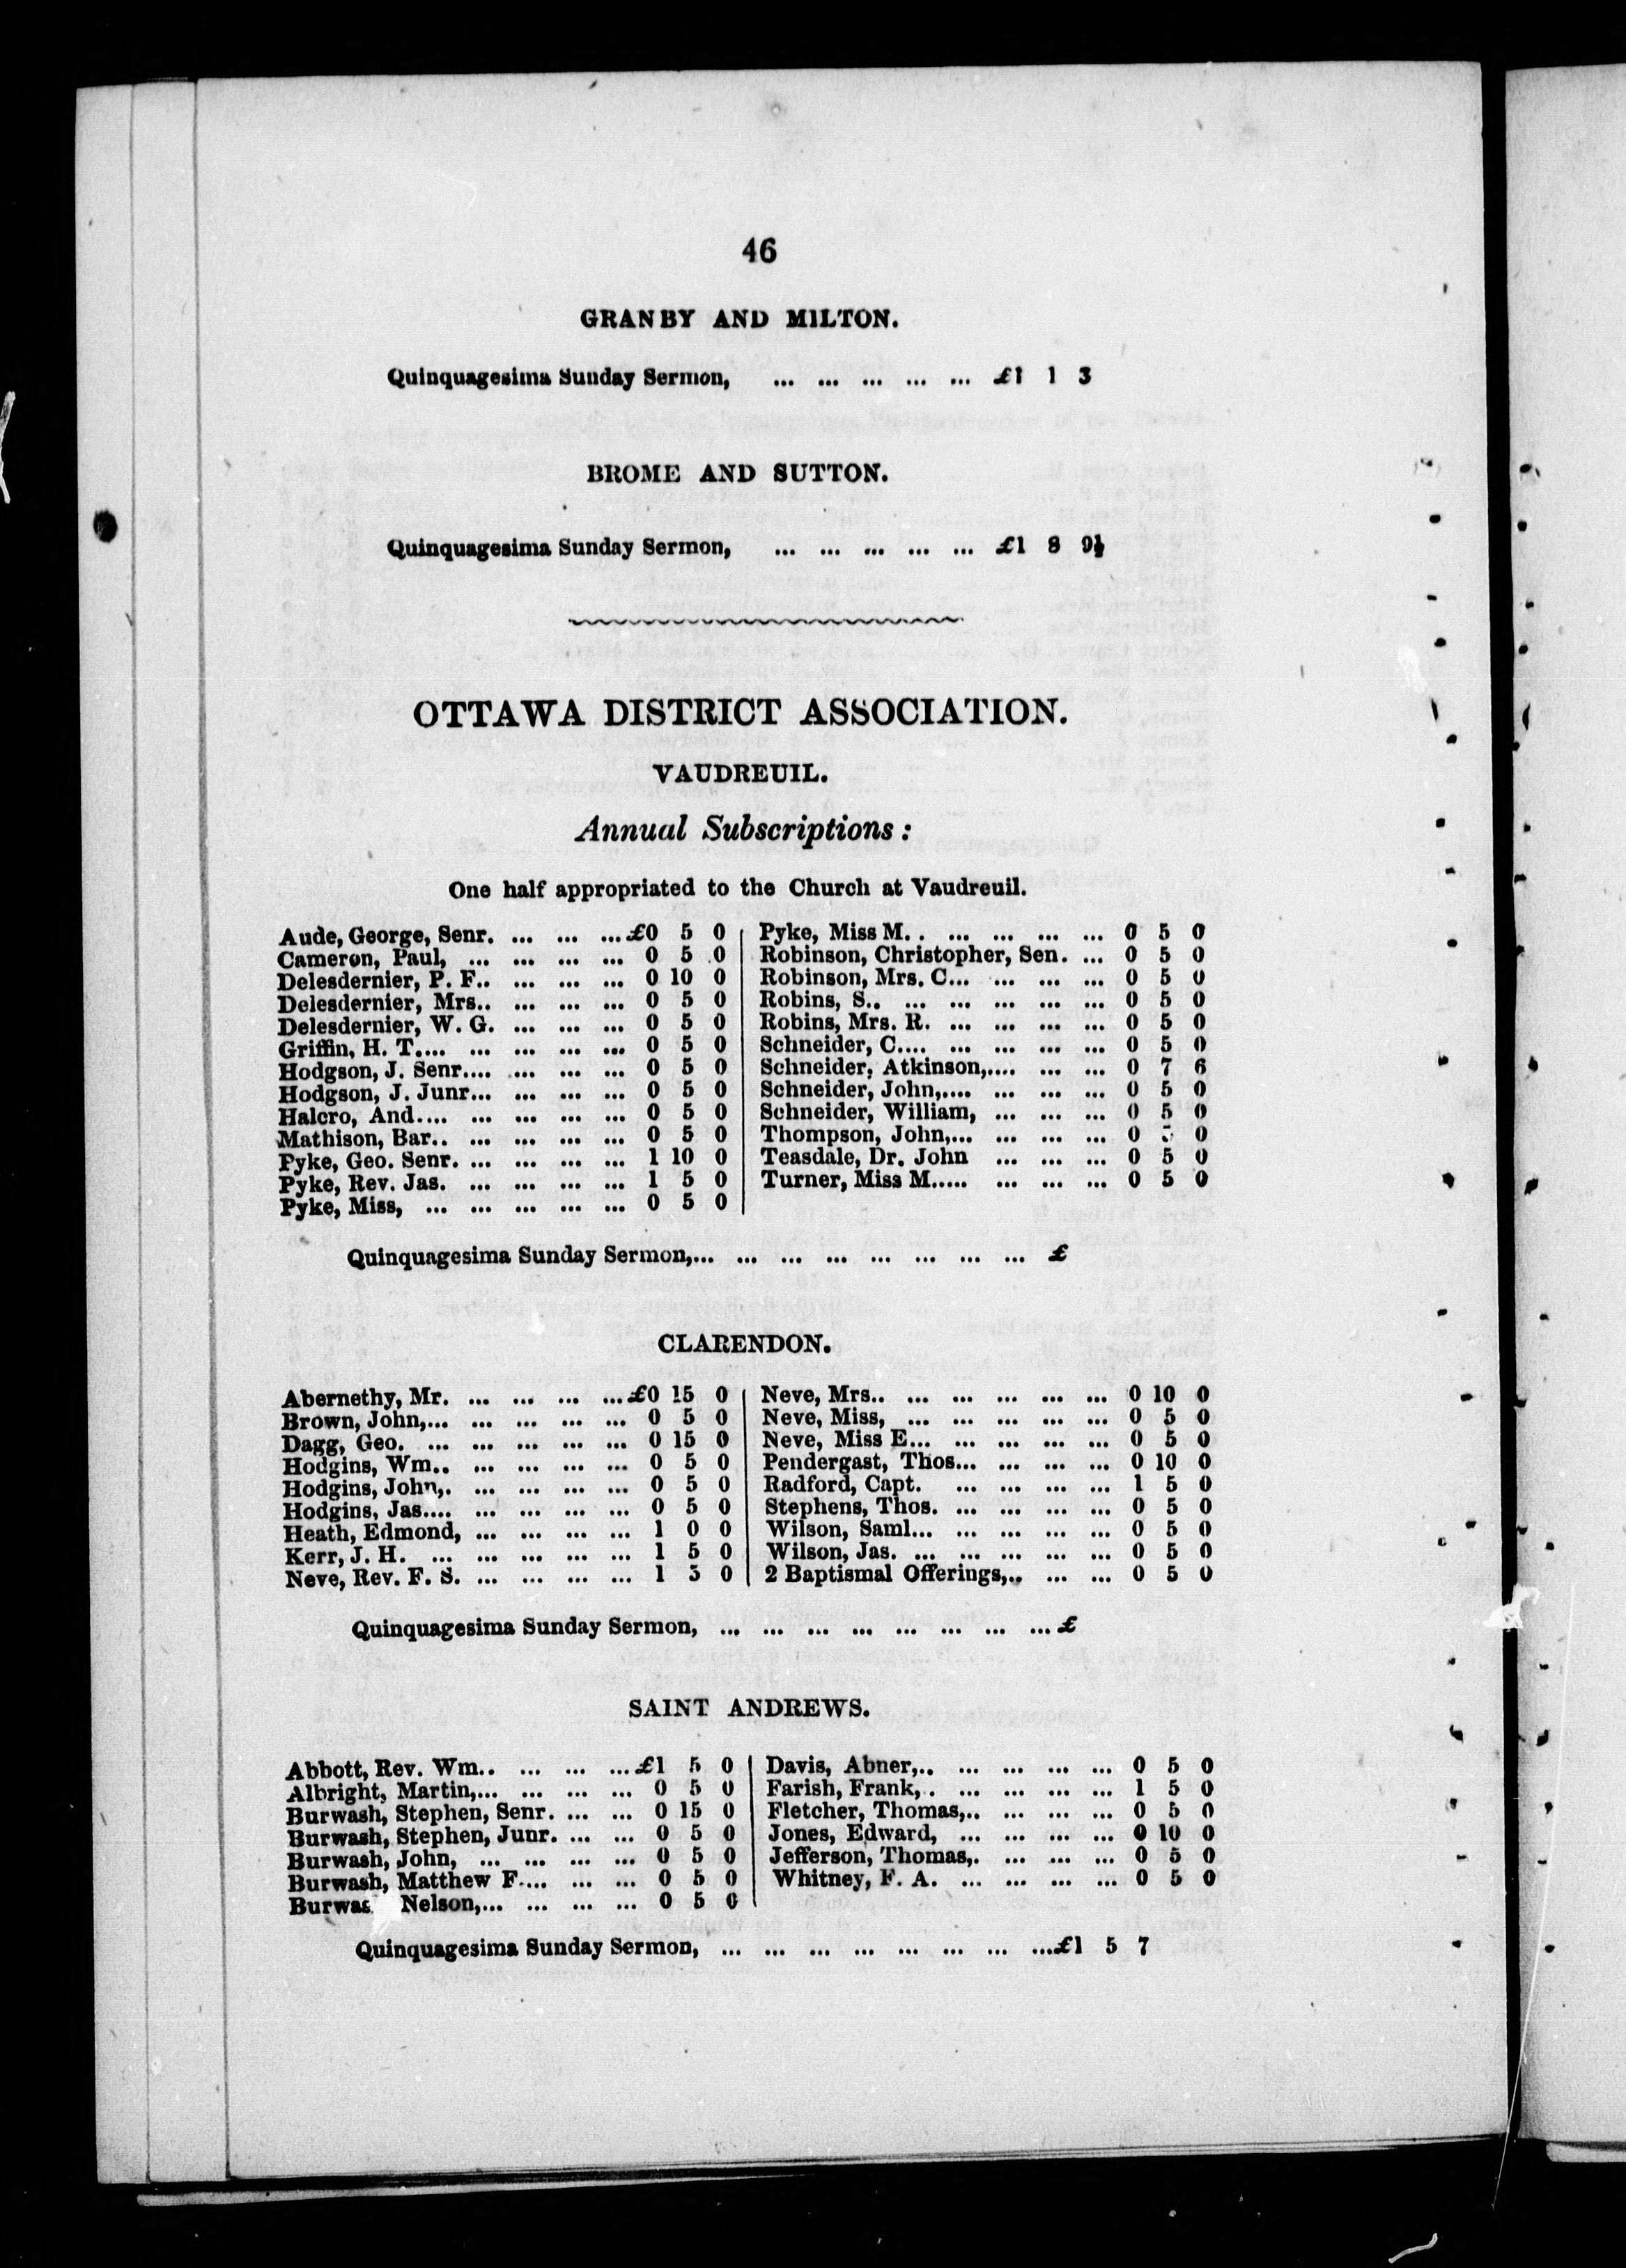 46
GRANBY AND MILTON.
Quinquagesima Sunday Sermon, ... ... ... ... ... £1 1 3
BROME AND SUTTON.
Quinquagesima Sunday Sermon, ... ... ... ... ... £1 8 9½
OTTAWA DISTRICT ASSOCIATION.
VAUDREUIL.
Annual Subscriptions:
One half appropriated to the Church at Vaudreuil.
Aude, George, Senr. ... ... ... £0 5 0
Cameron, Paul, ... ... ... ... 0 5 0
Delesdernier, P. F.. ... ... ... 0 10 0
Delesdernier, Mrs.. ... ... ... 0 5 0
Delesdernier, W. G. ... ... ... 0 5 0
Griffin, H. T.... ... ... ... ... 0 5 0
Hodgson, J. Senr.... ... ... ... 0 5 0
Hodgson, J. Junr... ... ... ... 0 5 0
Halcro, And.... ... ... ... ... 0 5 0
Mathison, Bar.. ... ... ... ... 0 5 0
Pyke, Geo. Senr. ... ... ... ... 1 10 0
Pyke, Rev. Jas. ... ... ... ... 1 5 0
Pyke, Miss, ... ... ... ... ... 0 5 0
Pyke, Miss M. . ... ... ... ... 0 5 0
Robinson, Christopher, Sen. ... 0 5 0
Robinson, Mrs. C... ... ... ... 0 5 0
Robins, S.. ... ... ... ... ... 0 5 0
Robins, Mrs. R. ... ... ... ... 0 5 0
Schneider, C.... ... ... ... ... 0 5 0
Schneider, Atkinson,.... ... ... 0 7 6
Schneider, John,.... ... ... ... 0 5 0
Schneider, William, ... ... ... 0 5 0
Thompson, John,... ... ... ... 0 5 0
Teasdale, Dr. John ... ... ... 0 5 0
Turner, Miss M..... ... ... ... 0 5 0
Quinquagesima Sunday Sermon,... ... ... ... ... ... ... ... £
CLARENDON.
Abernethy, Mr. ... ... ... ... £0 15 0
Brown, John,... ... ... ... ... 0 5 0
Dagg, Geo. ... ... ... ... ... 0 15 0
Hodgins, Wm.. ... ... ... ... 0 5 0
Hodgins, John,. ... ... ... ... 0 5 0
Hodgins, Jas.... ... ... ... ... 0 5 0
Heath, Edmond, ... ... ... ... 1 0 0
Kerr, J. H. ... ... ... ... ... 1 5 0
Neve, Rev. F. S. ... ... ... ... 1 5 0
Neve, Mrs.. ... ... ... ... ... 0 10 0
Neve, Miss, ... ... ... ... ... 0 5 0
Neve, Miss E... ... ... ... ... 0 5 0
Pendergast, Thos... ... ... ... 0 10 0
Radford, Capt. ... ... ... ... 1 5 0
Stephens, Thos. ... ... ... ... 0 5 0
Wilson, Saml... ... ... ... ... 0 5 0
Wilson, Jas. ... ... ... ... ... 0 5 0
2 Baptismal Offerings,.. ... ... 0 5 0
Quinquagesima Sunday Sermon, ... ... ... ... ... ... ... ... £
SAINT ANDREWS.
Abbott, Rev. Wm.. ... ... ... £1 5 0
Albright, Martin,... ... ... ... 0 5 0
Burwash, Stephen, Senr. ... ... 0 15 0
Burwash, Stephen, Junr. ... ... 0 5 0
Burwash, John, ... ... ... ... 0 5 0
Burwash, Matthew F.... ... ... 0 5 0
Burwas Nelson,... ... ... ... 0 5 0
Davis, Abner,.. ... ... ... ... 0 5 0
Farish, Frank, . ... ... ... ... 1 5 0
Fletcher, Thomas,.. ... ... ... 0 5 0
Jones, Edward, ... ... ... ... 0 10 0
Jefferson, Thomas,. ... ... ... 0 5 0
Whitney, F. A. ... ... ... ... 0 5 0
Quinquagesima Sunday Sermon, ... ... ... ... ... ... ... ... £1 5 7